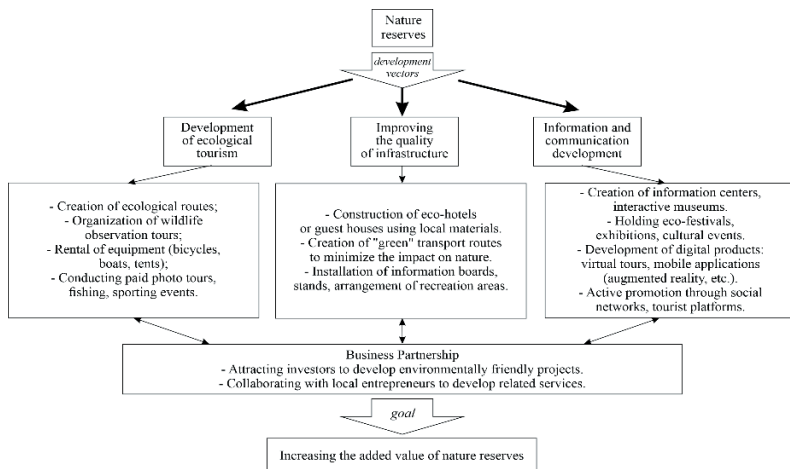 Nature
reserves
development
vectors
Development
of ecological
tourism
Improving
the quality
of infrastructure
Information and
communication
development
- Creation of ecological routes;
- Organization of wildlife
observation tours;
- Rental of equipment (bicycles,
boats, tents);
- Conducting paid photo tours,
fishing, sporting events.
- Construction of eco-hotels
or guest houses using local materials.
- Creation of "green" transport routes
to minimize the impact on nature.
- Installation of information boards,
stands, arrangement of recreation areas.
- Creation of information centers,
interactive museums.
- Holding eco-festivals,
exhibitions, cultural events.
- Development of digital products:
virtual tours, mobile applications
(augmented reality, etc.).
- Active promotion through social
networks, tourist platforms.
Business Partnership
- Attracting investors to develop environmentally friendly projects.
- Collaborating with local entrepreneurs to develop related services.
goal
Increasing the added value of nature reserves